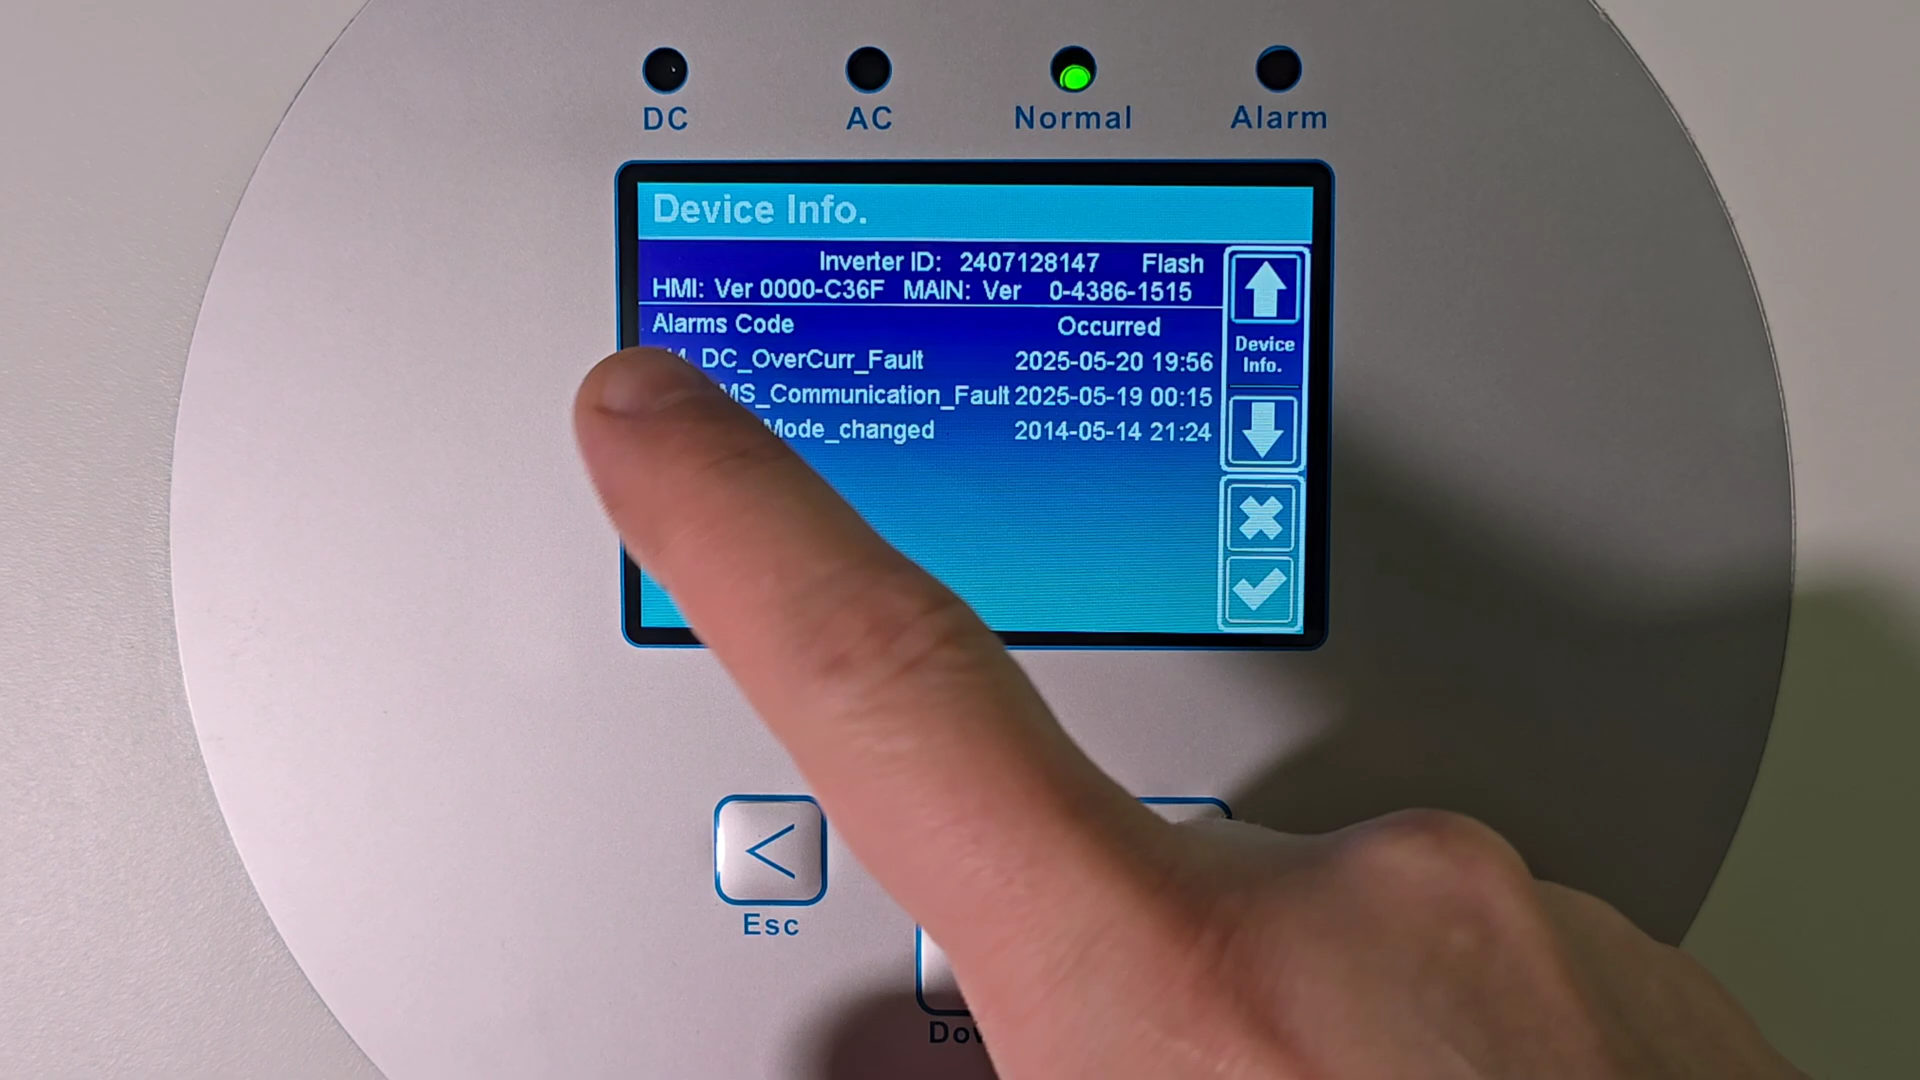 DC AC Normal Alarm
Device Info.
Inverter ID: 2407128147 Flash
HMI: Ver 0000-C36F MAIN: Ver 0-4386-1515
Alarms Code Occurred
DC_OverCurr_Fault 2025-05-20 19:56
MS_Communication_Fault 2025-05-19 00:15
Mode_changed 2014-05-14 21:24
Device
Info.
<
Esc